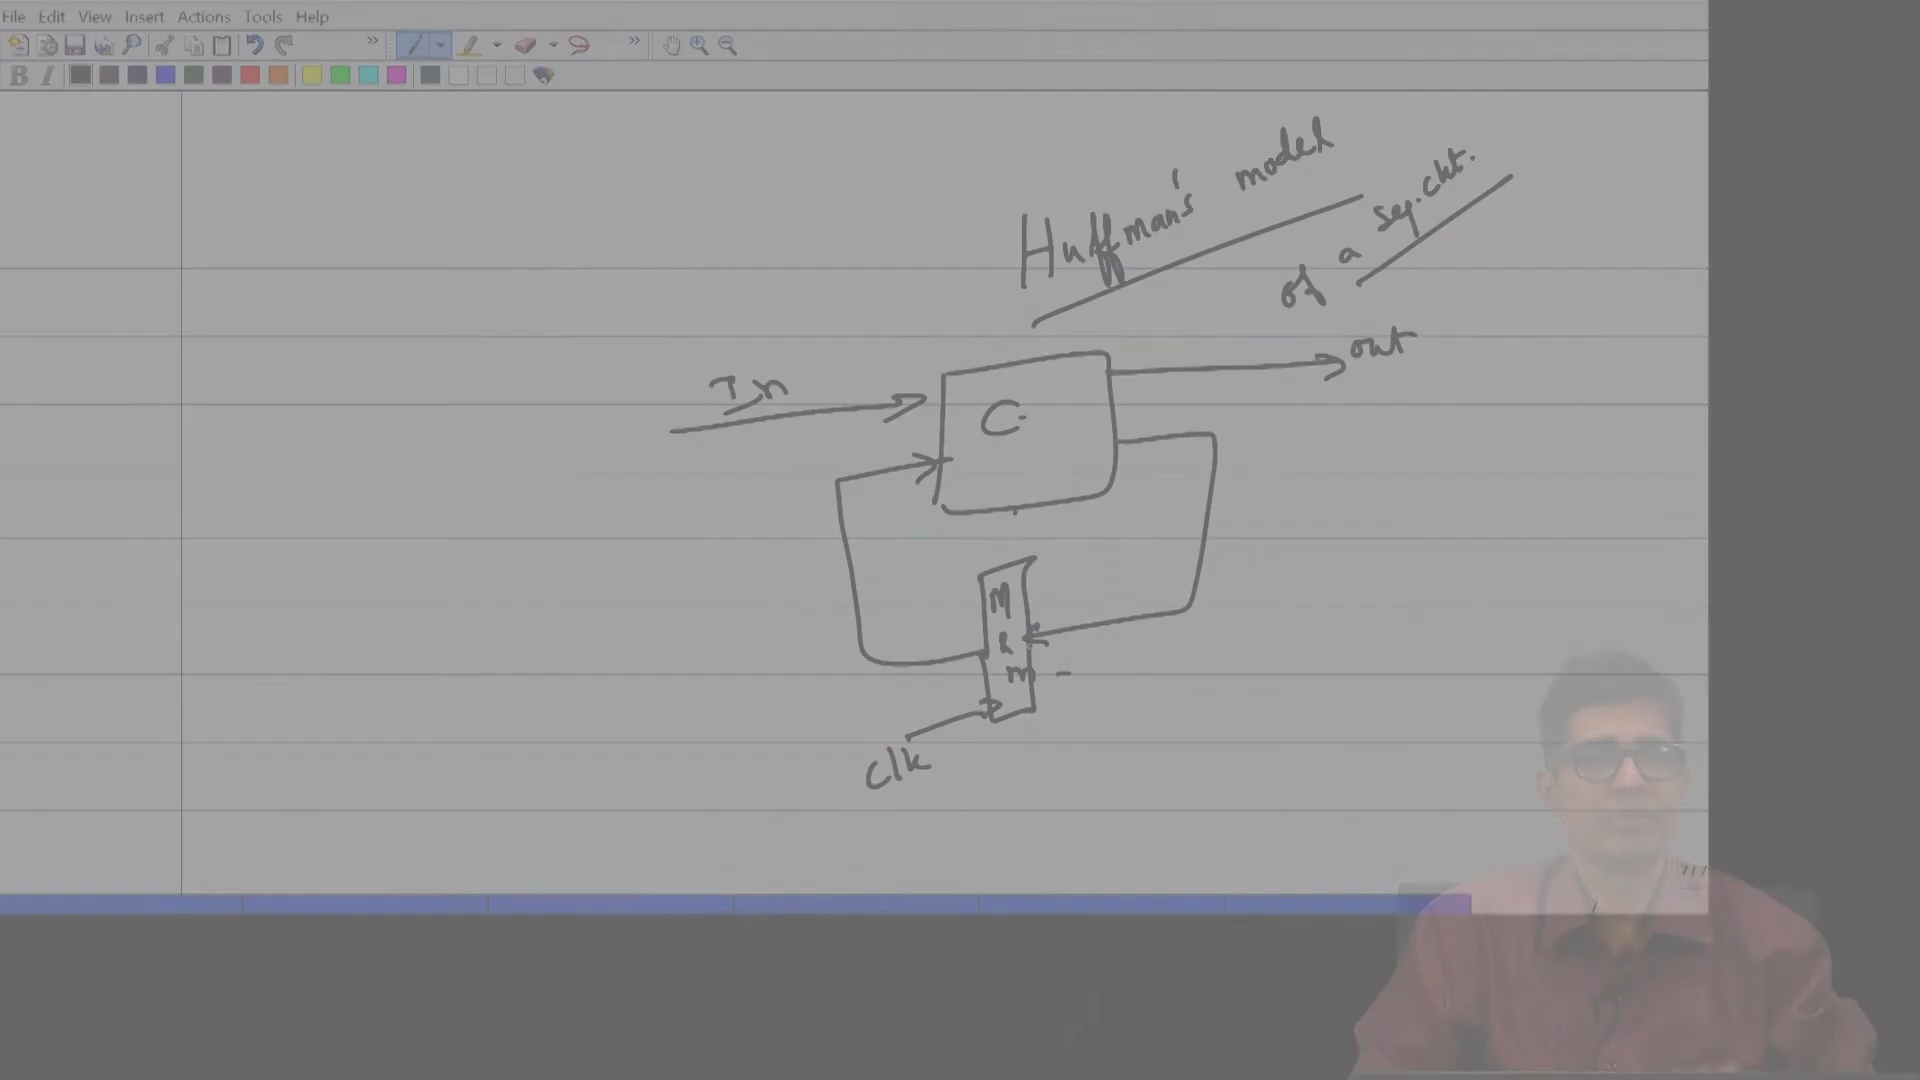 File Edit View Insert Actions Tools Help
B I
Huffman's model
of a seq. ckt.
In
out
C
M
e
m
Clk